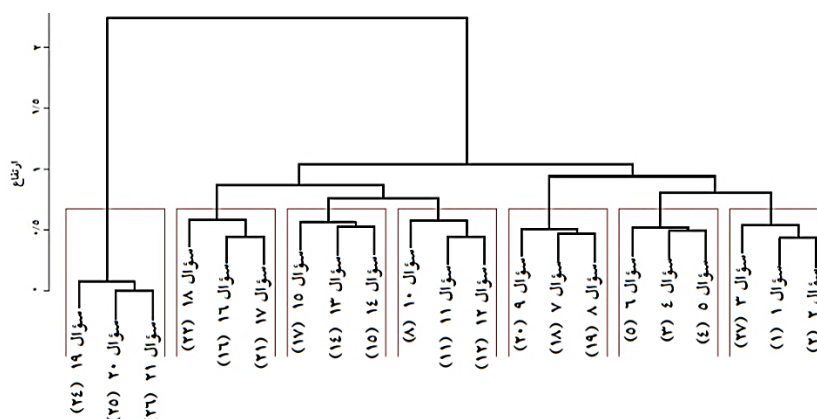 ارتفاع
۲
۱/۵
۱
۰/۵
۰
سؤال ۱۹ (۲۴)
سؤال ۲۰ (۲۵)
سؤال ۲۱ (۲۶)
سؤال ۱۸ (۲۲)
سؤال ۱۶ (۱۶)
سؤال ۱۷ (۲۱)
سؤال ۱۵ (۱۷)
سؤال ۱۳ (۱۴)
سؤال ۱۴ (۱۵)
سؤال ۱۰ (۸)
سؤال ۱۱ (۱۱)
سؤال ۱۲ (۱۲)
سؤال ۹ (۲۰)
سؤال ۷ (۱۸)
سؤال ۸ (۱۹)
سؤال ۶ (۵)
سؤال ۴ (۳)
سؤال ۵ (۴)
سؤال ۳ (۲۷)
سؤال ۱ (۱)
سؤال ۲ (۲)